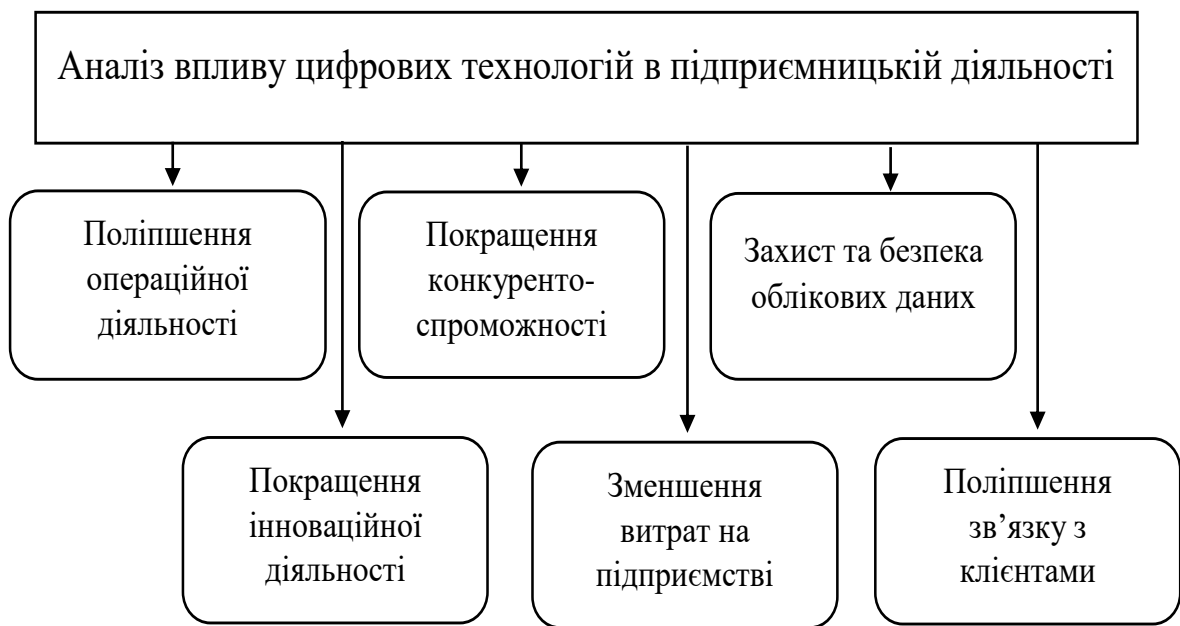 Аналіз впливу цифрових технологій в підприємницькій діяльності
Поліпшення
операційної
діяльності
Покращення
конкуренто-
спроможності
Захист та безпека
облікових даних
Покращення
інноваційної
діяльності
Зменшення
витрат на
підприємстві
Поліпшення
зв’язку з
клієнтами